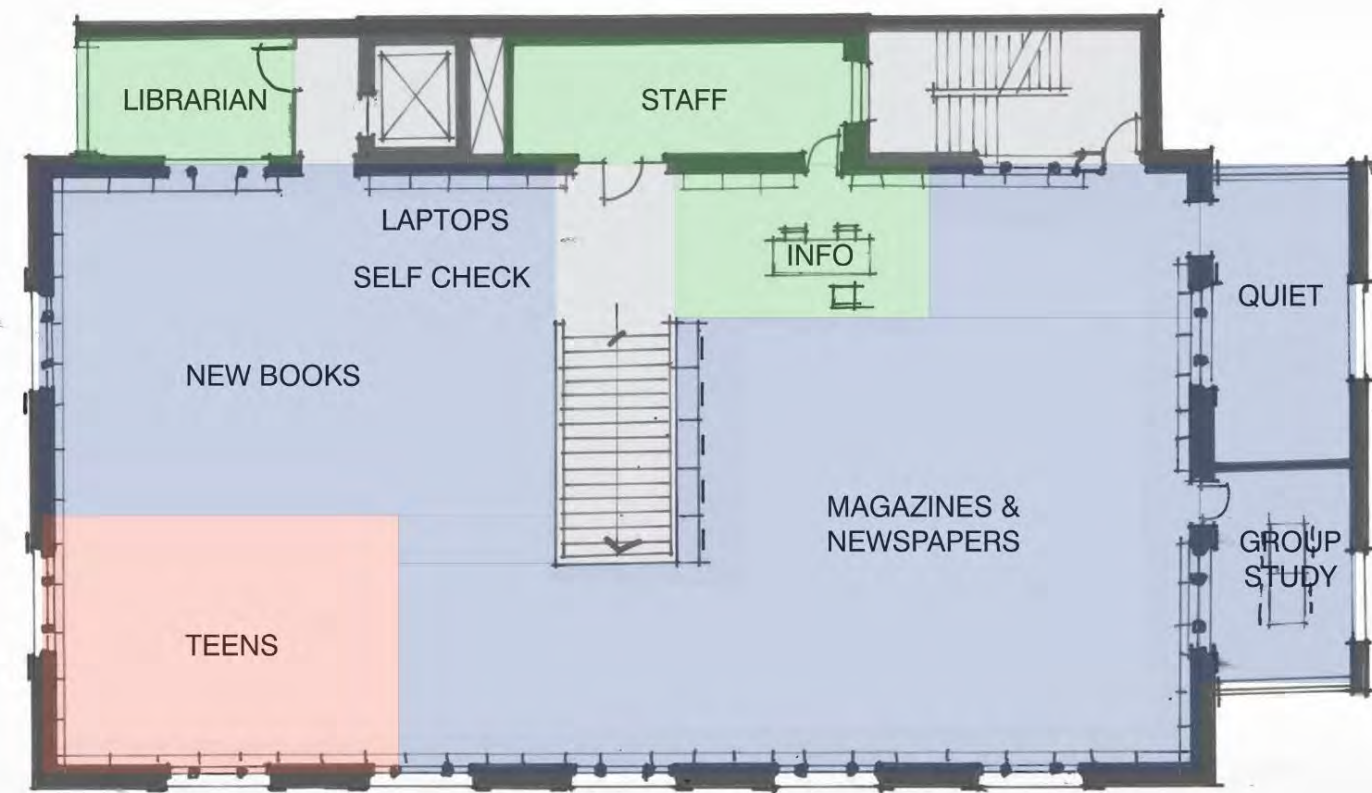 LIBRARIAN
STAFF
LAPTOPS
SELF CHECK
INFO
QUIET
NEW BOOKS
MAGAZINES &
NEWSPAPERS
GROUP
STUDY
TEENS